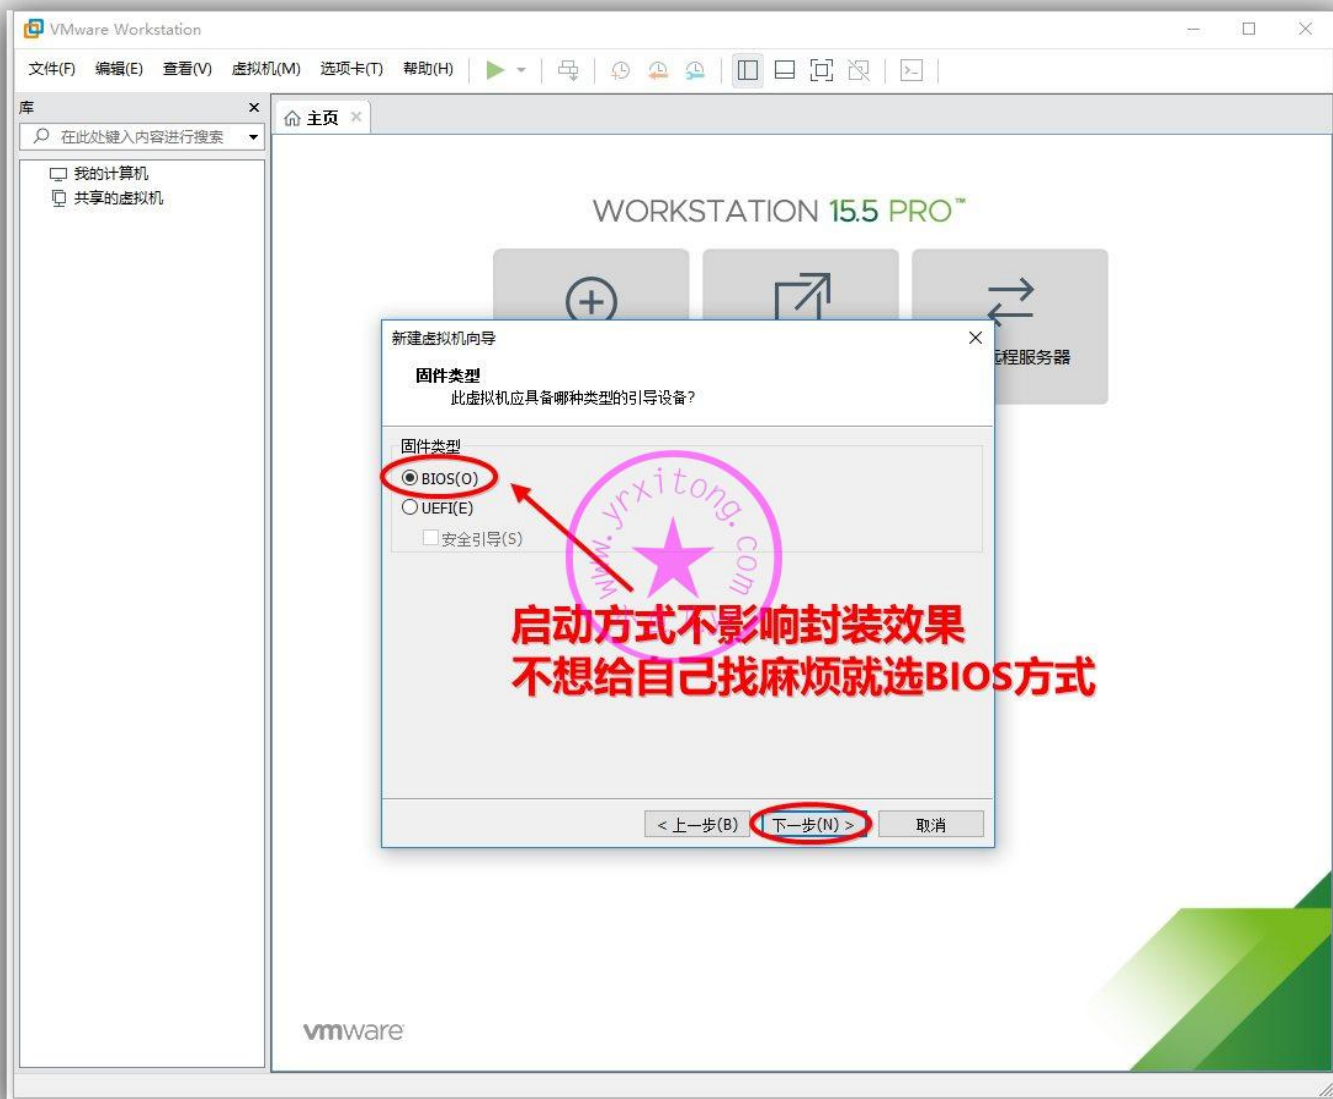 VMware Workstation
文件(F) 编辑(E) 查看(V) 虚拟机(M) 选项卡(T) 帮助(H)
库
主页
在此处键入内容进行搜索
我的计算机
共享的虚拟机
WORKSTATION 15.5 PRO™
程服务器
新建虚拟机向导
固件类型
此虚拟机应具备哪种类型的引导设备?
固件类型
BIOS(O)
UEFI(E)
安全引导(S)
www.yrxitong.com
启动方式不影响封装效果
不想给自己找麻烦就选BIOS方式
< 上一步(B) 下一步(N) > 取消
vmware